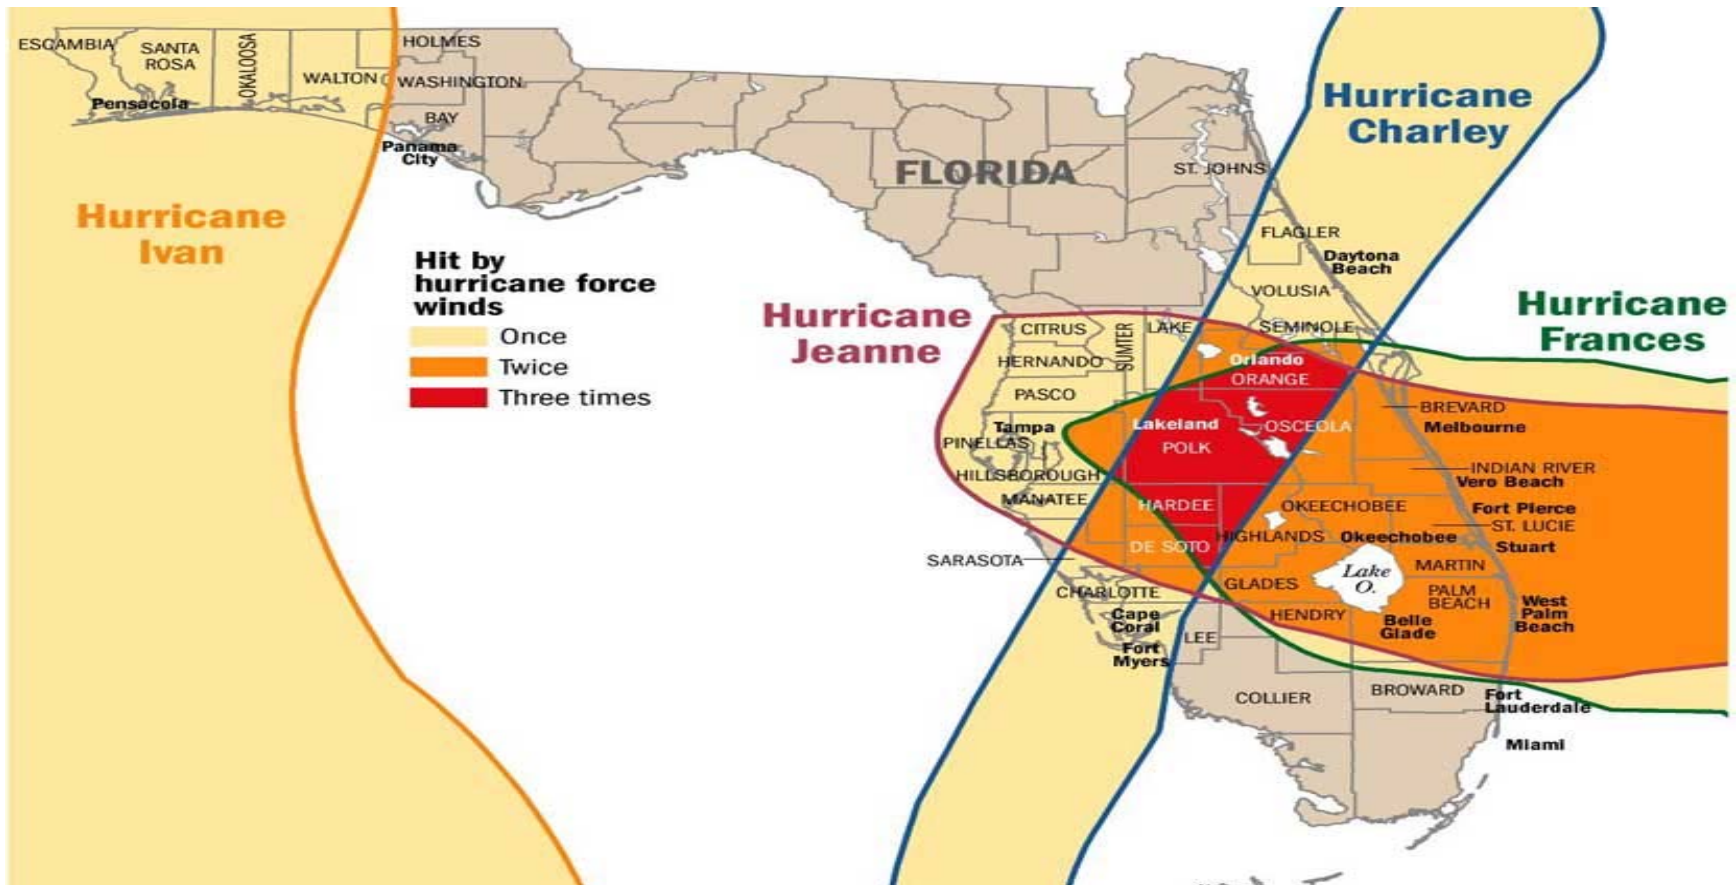 ESCAMBIA
SANTA
ROSA
OKALOOSA
WALTON
HOLMES
WASHINGTON
Pensacola
BAY
Panama
City
FLORIDA
ST. JOHNS
Hurricane
Charley
Hurricane
Ivan
FLAGLER
Daytona
Beach
VOLUSIA
Hit by
hurricane force
winds
Once
Twice
Three times
Hurricane
Jeanne
Hurricane
Frances
CITRUS
SUMTER
LAKE
SEMINOLE
HERNANDO
Orlando
ORANGE
PASCO
BREVARD
Melbourne
Tampa
Lakeland
OSCEOLA
PINELLAS
POLK
HILLSBOROUGH
INDIAN RIVER
Vero Beach
MANATEE
HARDEE
OKEECHOBEE
Fort Pierce
ST. LUCIE
HIGHLANDS
Okeechobee
Stuart
DE SOTO
SARASOTA
Lake
O.
MARTIN
CHARLOTTE
GLADES
PALM
BEACH
West
Palm
Beach
Cape
Coral
HENDRY
Belle
Glade
LEE
Fort
Myers
COLLIER
BROWARD
Fort
Lauderdale
Miami